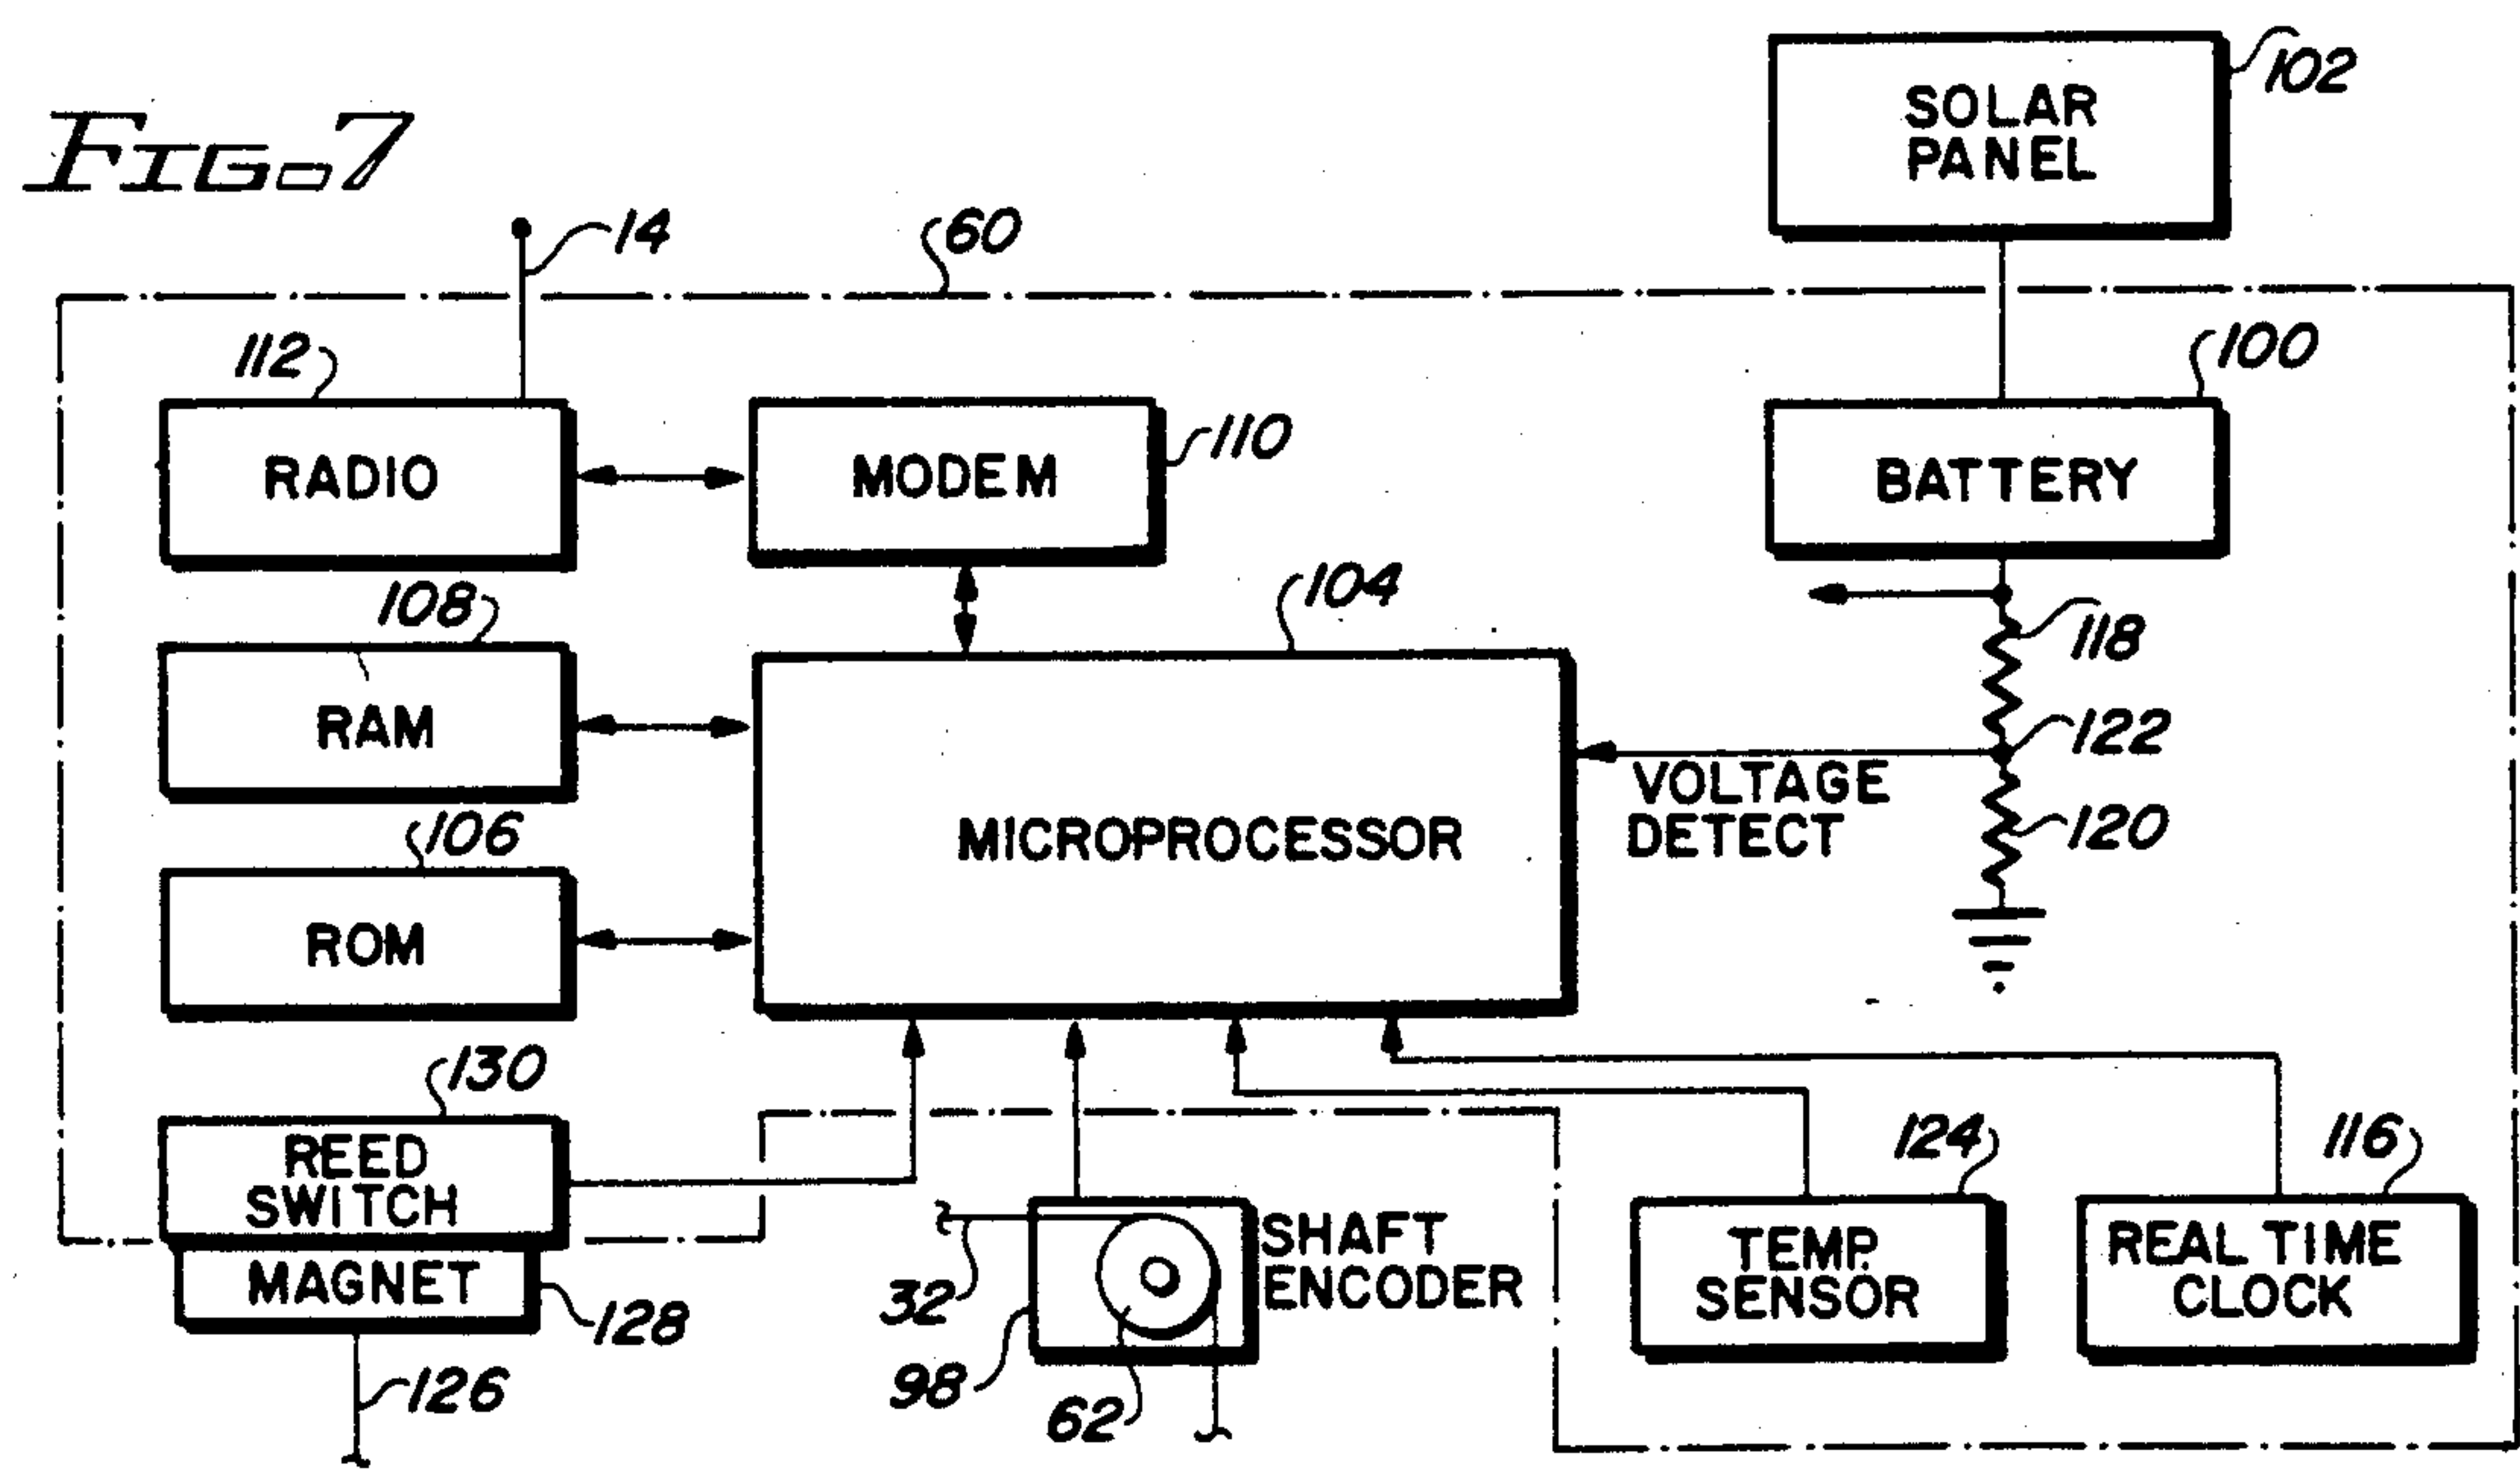 FIG. 7
SOLAR
PANEL
102
14
60
112
100
RADIO
MODEM
110
BATTERY
108
104
118
RAM
122
VOLTAGE
DETECT
MICROPROCESSOR
120
106
ROM
130
REED
SWITCH
124
116
SHAFT
ENCODER
TEMP.
SENSOR
REAL TIME
CLOCK
MAGNET
32
128
98
126
62